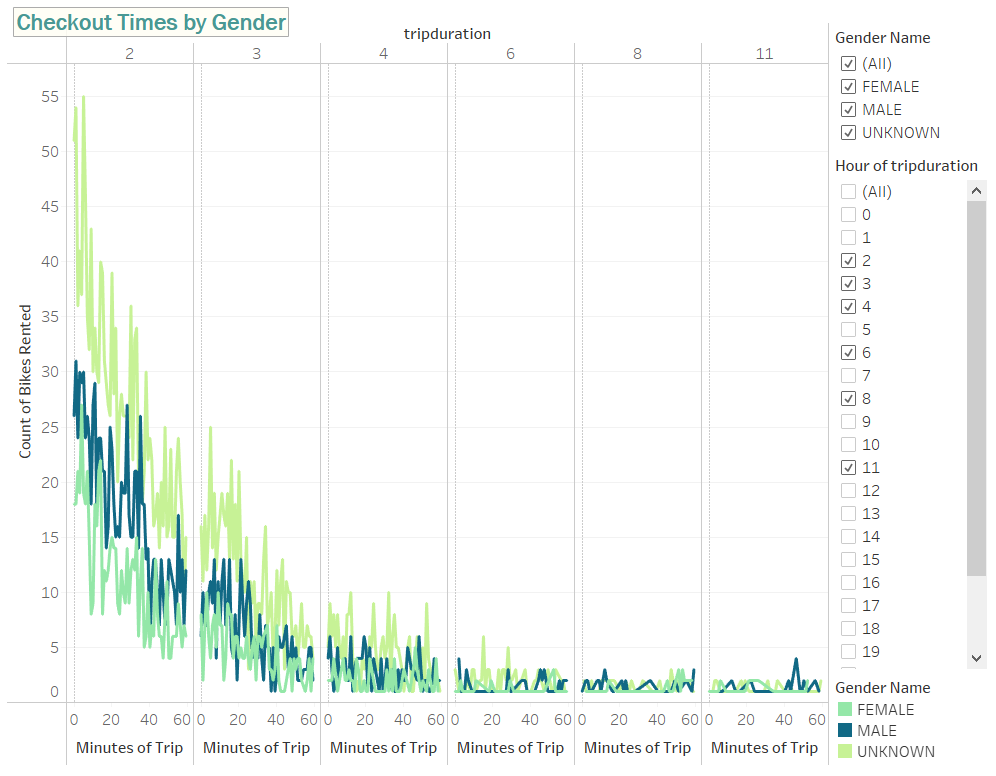 Checkout Times by Gender
tripduration
2 3 4 6 8 11
55
50
45
40
35
30
25
20
15
10
5
0
Count of Bikes Rented
0 20 40 60 0 20 40 60 0 20 40 60 0 20 40 60 0 20 40 60 0 20 40 60
Minutes of Trip Minutes of Trip Minutes of Trip Minutes of Trip Minutes of Trip Minutes of Trip
Gender Name
(All)
FEMALE
MALE
UNKNOWN
Hour of tripduration
(All)
0
1
2
3
4
5
6
7
8
9
10
11
12
13
14
15
16
17
18
19
Gender Name
FEMALE
MALE
UNKNOWN